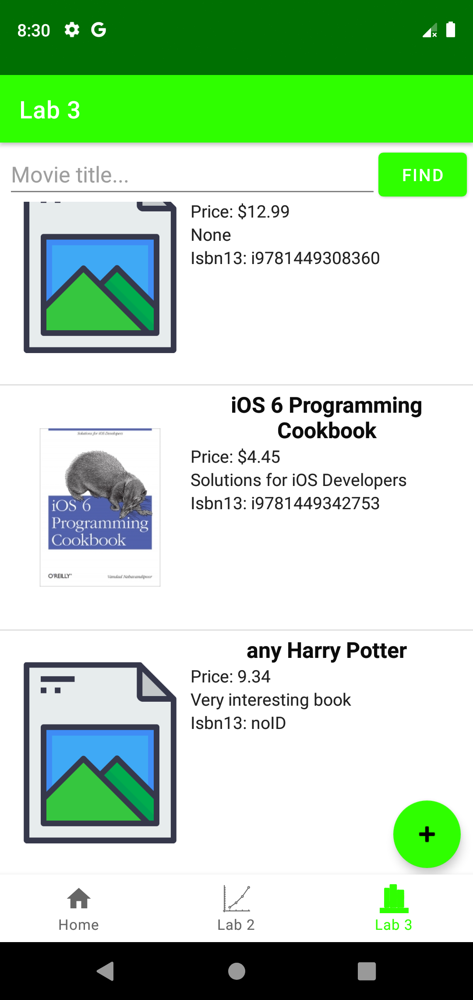 8:30
Lab 3
Movie title...
FIND
Price: $12.99
None
Isbn13: i9781449308360
iOS 6 Programming
Cookbook
Price: $4.45
Solutions for iOS Developers
Isbn13: i9781449342753
Solutions for iOS Developers
iOS 6
Programming
Cookbook
O'REILLY®
Vandad Nahavandipoor
any Harry Potter
Price: 9.34
Very interesting book
Isbn13: noID
Home
Lab 2
Lab 3